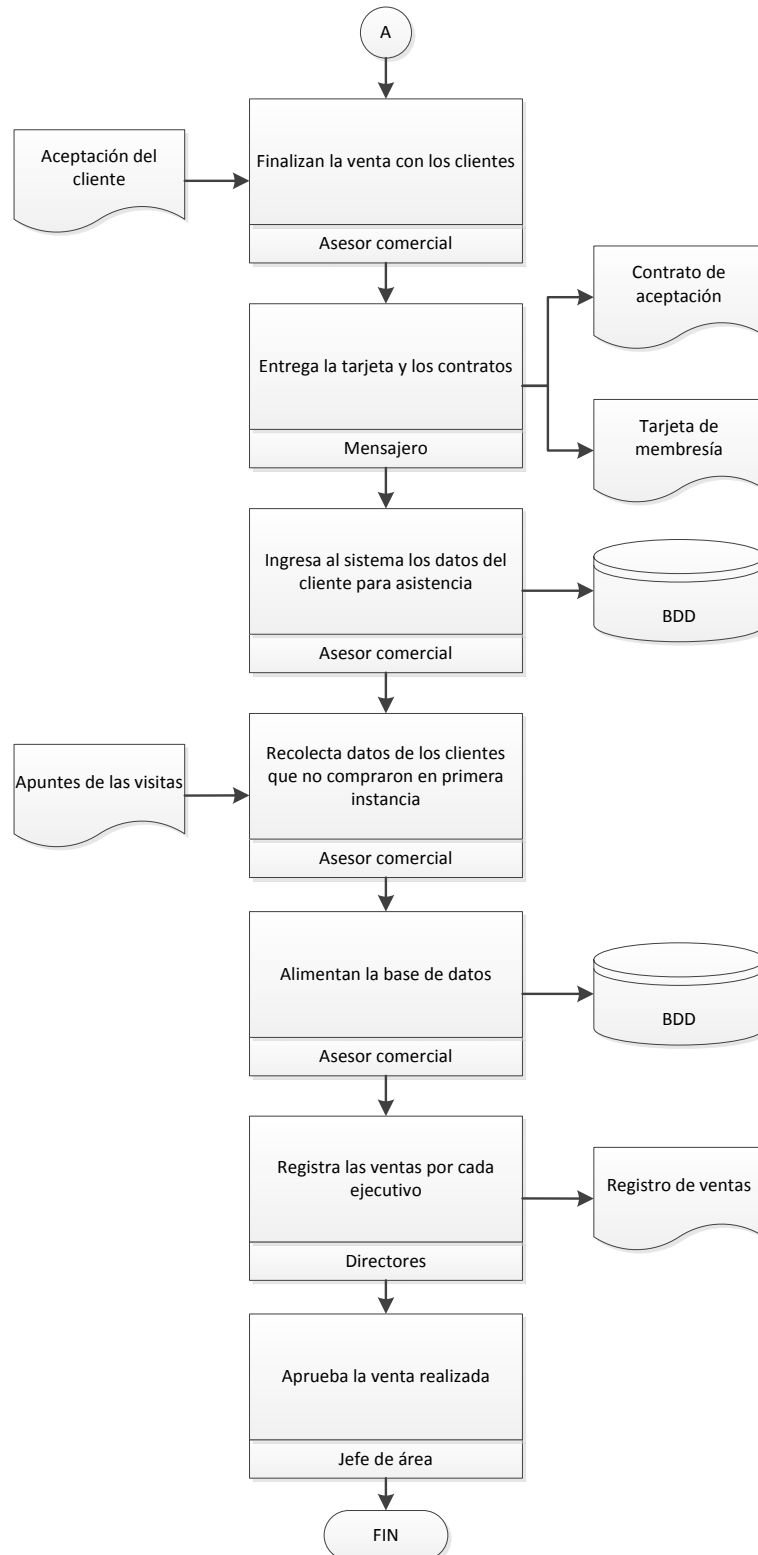 A
Aceptación del
cliente
Finalizan la venta con los clientes
Asesor comercial
Contrato de
aceptación
Entrega la tarjeta y los contratos
Mensajero
Tarjeta de
membresía
Ingresa al sistema los datos del
cliente para asistencia
Asesor comercial
BDD
Apuntes de las visitas
Recolecta datos de los clientes
que no compraron en primera
instancia
Asesor comercial
Alimentan la base de datos
Asesor comercial
BDD
Registra las ventas por cada
ejecutivo
Directores
Registro de ventas
Aprueba la venta realizada
Jefe de área
FIN